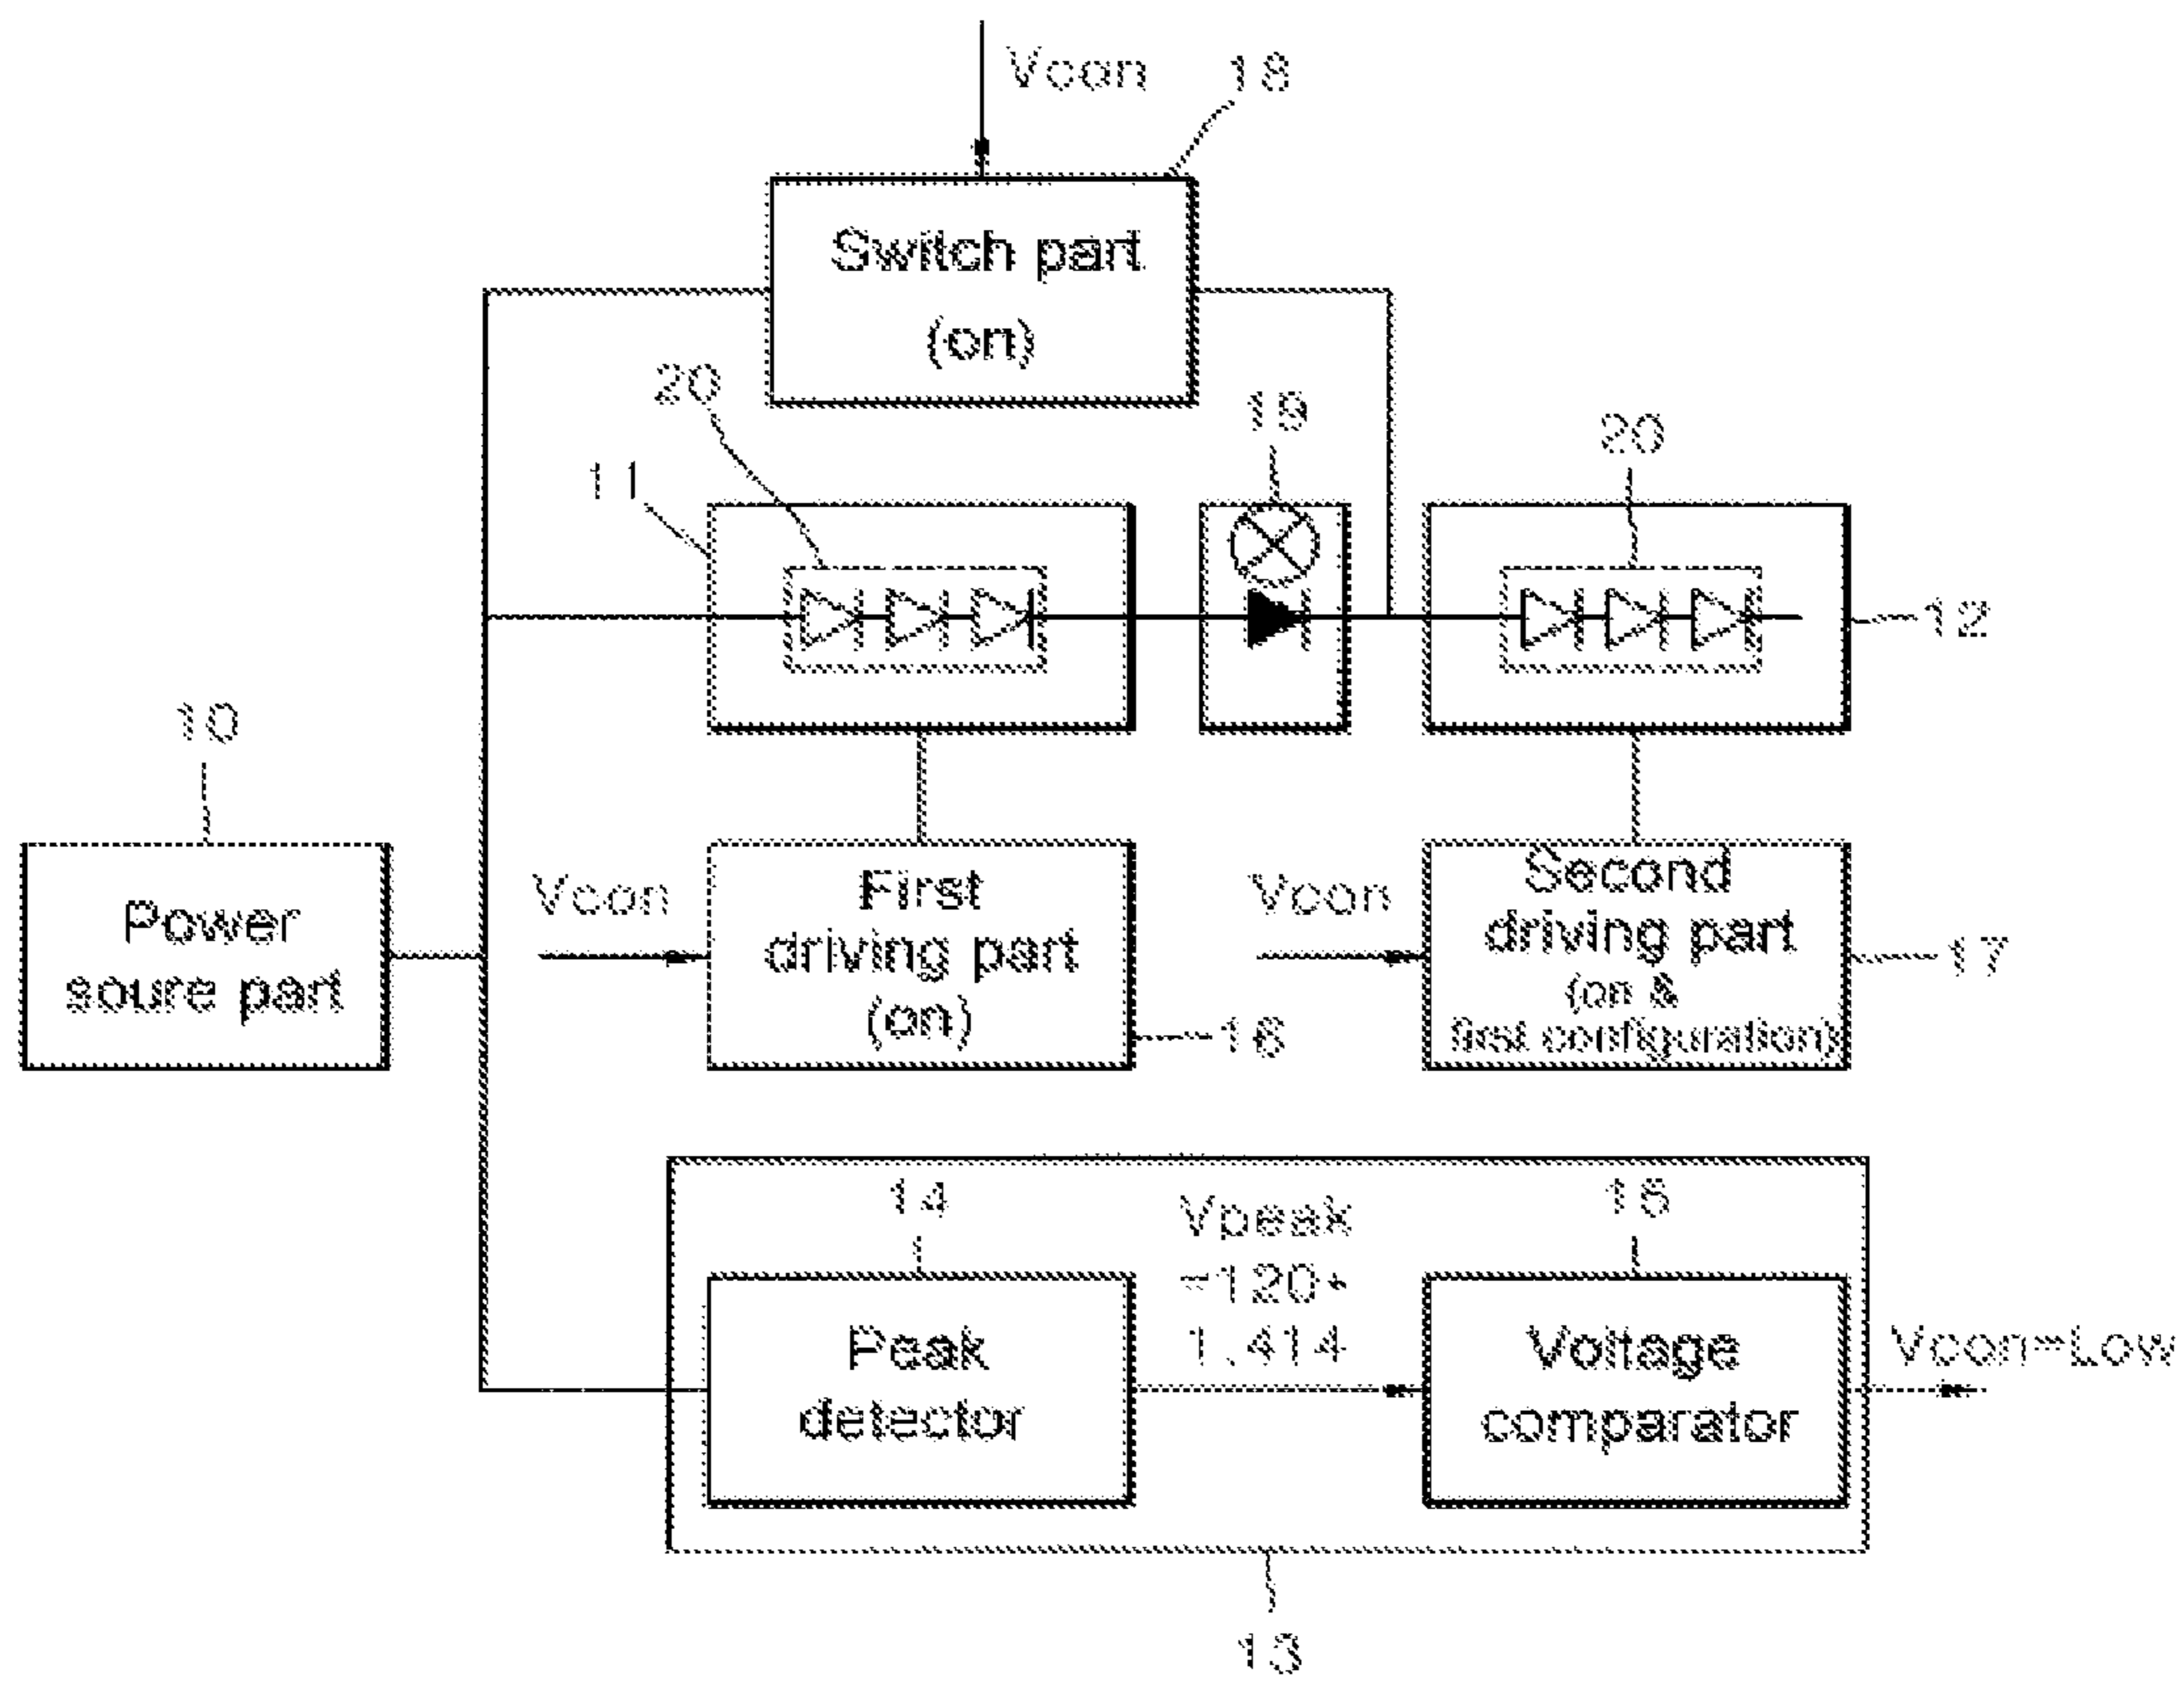 Vcon
18
Switch part
(on)
20
19
20
11
12
10
Power
soure part
Vcon
First
driving part
(on)
16
Vcon
Second
driving part
(on &
first configuration)
17
14
Vpeak
=120*
1.414
15
Peak
detector
Voltage
comparator
Vcon=Low
13